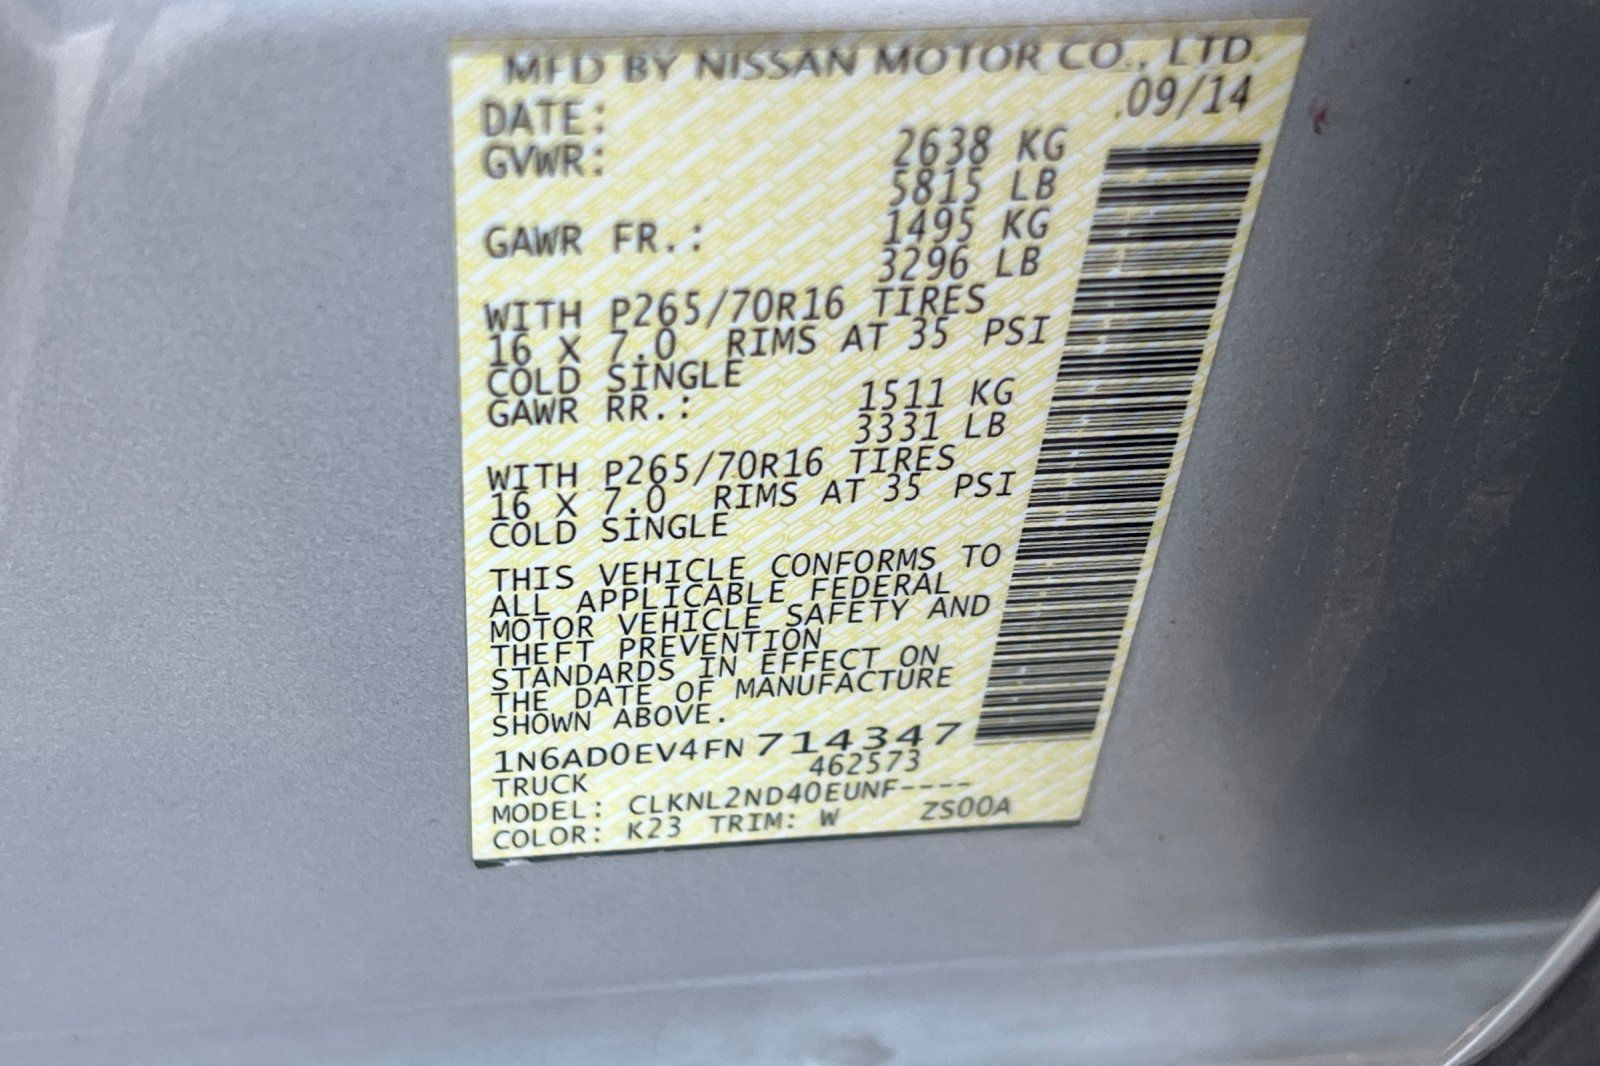 MFD BY NISSAN MOTOR CO., LTD.
DATE: 09/14
GVWR: 2638 KG
5815 LB
GAWR FR.: 1495 KG
3296 LB
WITH P265/70R16 TIRES
16 X 7.0 RIMS AT 35 PSI
COLD SINGLE
GAWR RR.: 1511 KG
3331 LB
WITH P265/70R16 TIRES
16 X 7.0 RIMS AT 35 PSI
COLD SINGLE
THIS VEHICLE CONFORMS TO
ALL APPLICABLE FEDERAL
MOTOR VEHICLE SAFETY AND
THEFT PREVENTION
STANDARDS IN EFFECT ON
THE DATE OF MANUFACTURE
SHOWN ABOVE.
1N6AD0EV4FN714347
TRUCK 462573
MODEL: CLKNL2ND40EUNF----
COLOR: K23 TRIM: W ZS00A